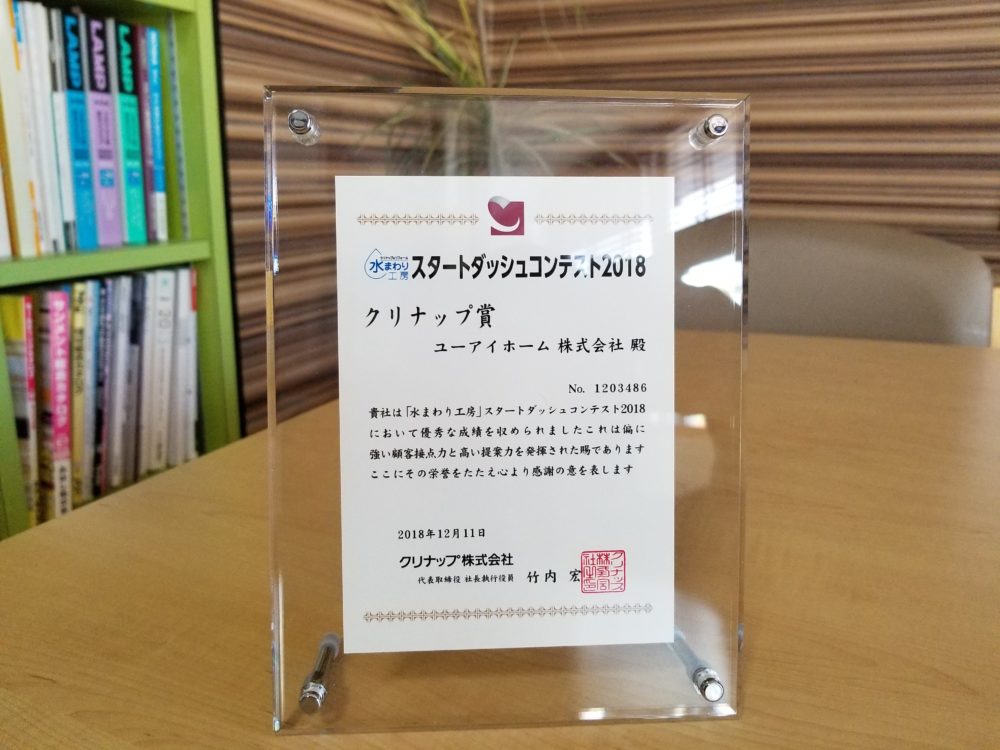 LAMP
LAMP
LAMP
水まわり工房
スタートダッシュコンテスト2018
クリナップ賞
ユーアイホーム 株式会社 殿
No. 1203486
貴社は「水まわり工房」スタートダッシュコンテスト2018
において優秀な成績を収められましたこれは偏に
強い顧客接点力と高い提案力を発揮された賜であります
ここにその栄誉をたたえ心より感謝の意を表します
2018年12月11日
クリナップ株式会社
代表取締役 社長執行役員 竹内 宏